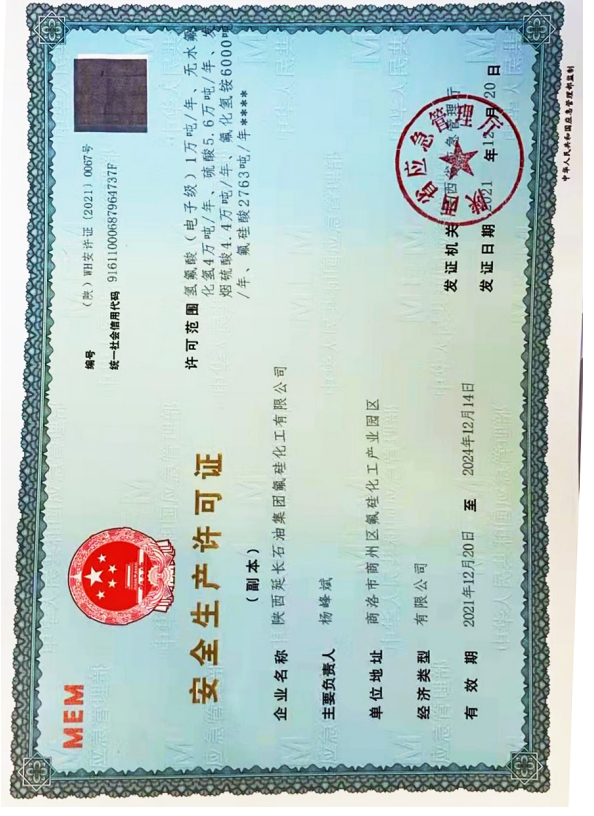 MEM
安全生产许可证
（副本）
编号 （陕）WH安许证〔2021〕0067号
统一社会信用代码 91611000687964737F
企业名称 陕西延长石油集团氟硅化工有限公司
主要负责人 杨峰斌
单位地址 商洛市商州区氟硅化工产业园区
经济类型 有限公司
有效期 2021年12月20日 至 2024年12月14日
许可范围 氢氟酸（电子级）1万吨/年、无水氟
化氢4万吨/年、硫酸5.6万吨/年、发
烟硫酸4.4万吨/年、氟化氢铵6000吨
/年、氟硅酸2763吨/年****
发证机关 陕西省应急管理厅
发证日期 2021年12月20日
中华人民共和国应急管理部监制